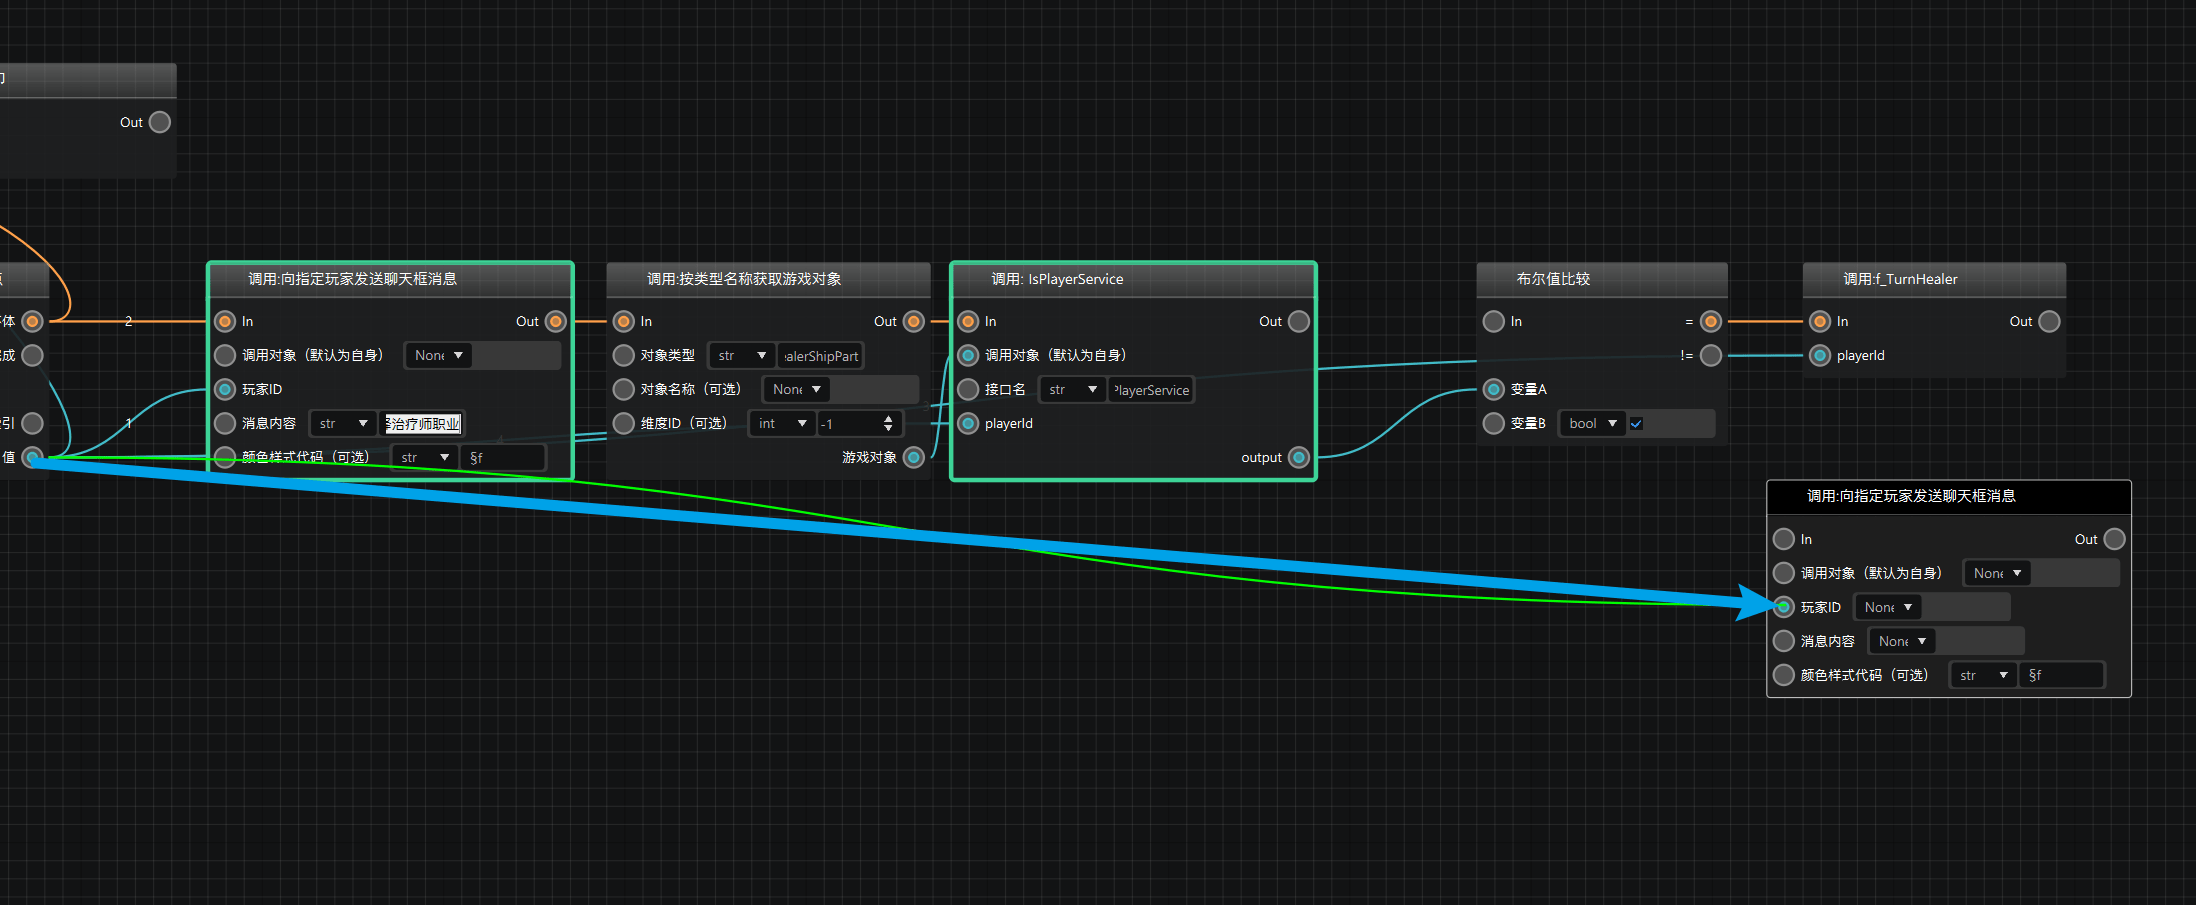 Out
调用:向指定玩家发送聊天框消息
In
Out
调用对象（默认为自身）
None
玩家ID
消息内容
str
治疗师职业
颜色样式代码（可选）
str
§f
2
1
体
成
引
值
调用:按类型名称获取游戏对象
In
Out
对象类型
str
alerShipPart
对象名称（可选）
None
维度ID（可选）
int
-1
游戏对象
调用: IsPlayerService
In
Out
调用对象（默认为自身）
接口名
str
PlayerService
playerId
output
布尔值比较
In
=
!=
变量A
变量B
bool
调用:f_TurnHealer
In
Out
playerId
调用:向指定玩家发送聊天框消息
In
Out
调用对象（默认为自身）
None
玩家ID
None
消息内容
None
颜色样式代码（可选）
str
§f